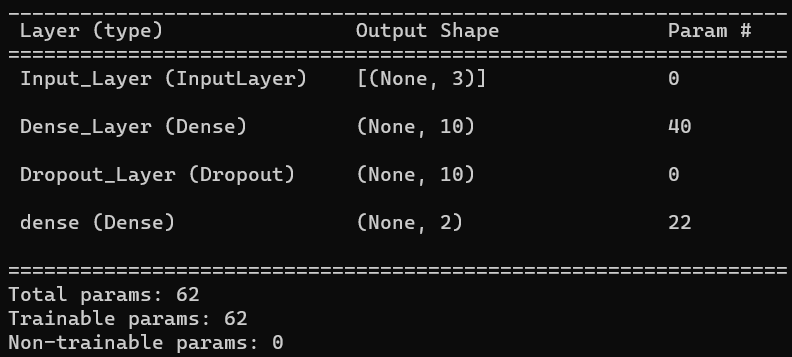 Layer (type) Output Shape Param #
=================================================================
Input_Layer (InputLayer) [(None, 3)] 0
Dense_Layer (Dense) (None, 10) 40
Dropout_Layer (Dropout) (None, 10) 0
dense (Dense) (None, 2) 22
=================================================================
Total params: 62
Trainable params: 62
Non-trainable params: 0